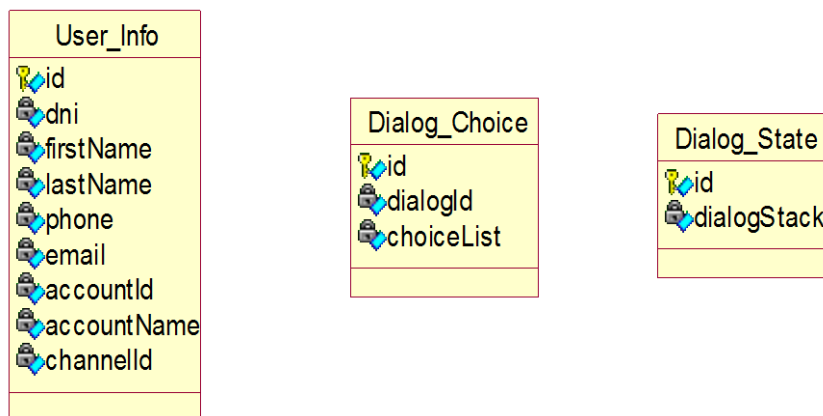 User_Info
id
dni
firstName
lastName
phone
email
accountId
accountName
channelId
Dialog_Choice
id
dialogId
choiceList
Dialog_State
id
dialogStack